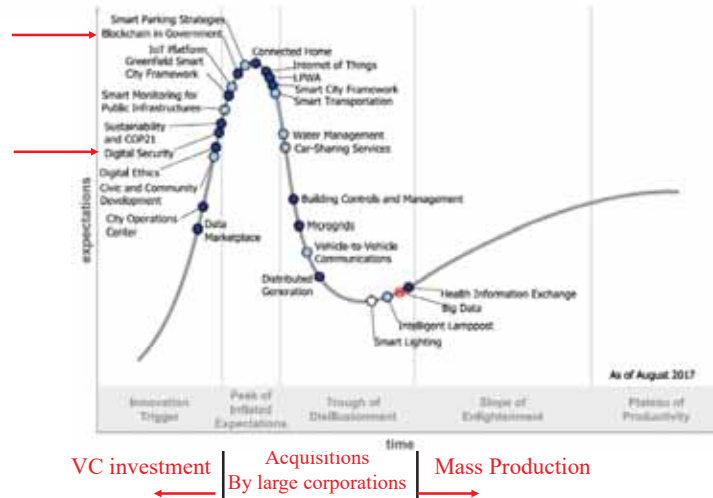 Smart Parking Strategies
Blockchain in Government
IoT Platform
Greenfield Smart
City Framework
Smart Monitoring for
Public Infrastructures
Sustainability
and COP21
Digital Security
Digital Ethics
Civic and Community
Development
City Operations
Center
Data
Marketplace
Connected Home
Internet of Things
LPWA
Smart City Framework
Smart Transportation
Water Management
Car-Sharing Services
Building Controls and Management
Microgrids
Vehicle-to-Vehicle
Communications
Distributed
Generation
Health Information Exchange
Big Data
Intelligent Lamppost
Smart Lighting
expectations
As of August 2017
Innovation
Trigger
Peak of
Inflated
Expectations
Trough of
Disillusionment
Slope of
Enlightenment
Plateau of
Productivity
time
VC investment
Acquisitions
By large corporations
Mass Production